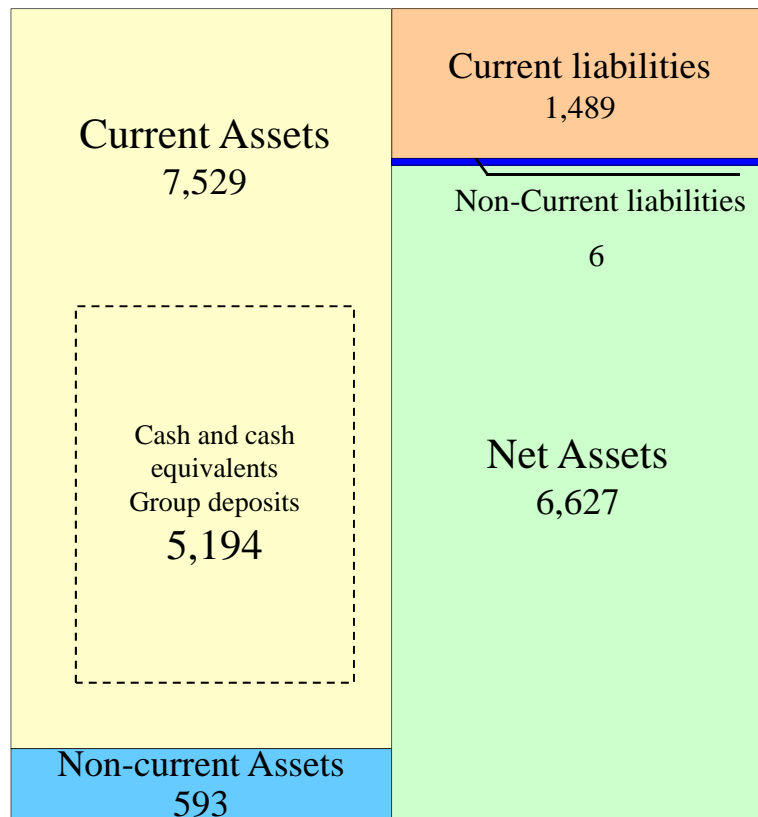 Current Assets
7,529
Cash and cash
equivalents
Group deposits
5,194
Non-current Assets
593
Current liabilities
1,489
Non-Current liabilities
6
Net Assets
6,627